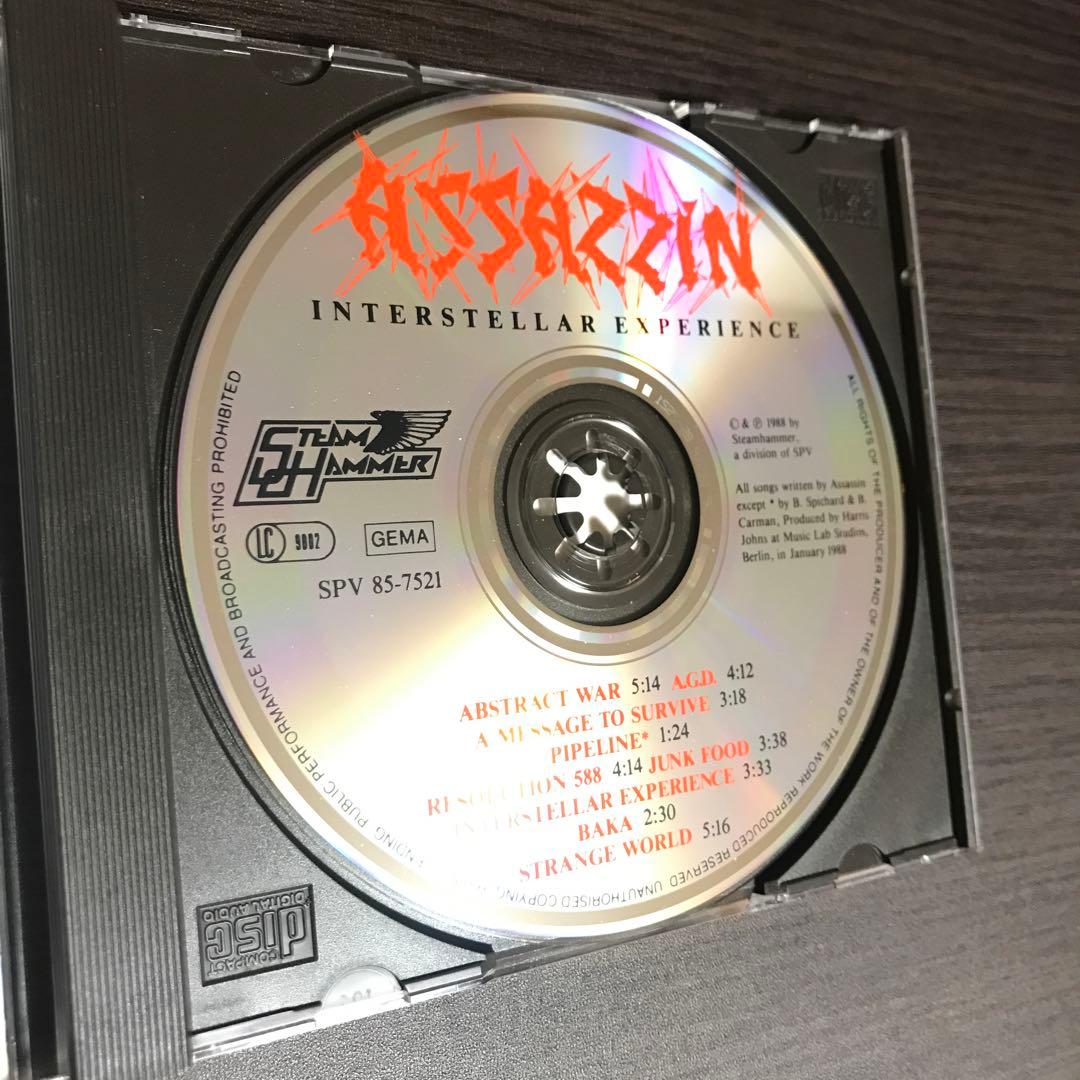 ASSASSIN
INTERSTELLAR EXPERIENCE
STEAM
HAMMER
LC 9002
GEMA
SPV 85-7521
© & ℗ 1988 by
Steamhammer,
a division of SPV
All songs written by Assassin
except * by B. Spichard & B.
Carman, Produced by Harris
Johns at Music Lab Studios,
Berlin, in January 1988
ABSTRACT WAR 5:14 A.G.D. 4:12
A MESSAGE TO SURVIVE 3:18
PIPELINE* 1:24
RESOLUTION 588 4:14 JUNK FOOD 3:38
INTERSTELLAR EXPERIENCE 3:33
BAKA 2:30
STRANGE WORLD 5:16
ALL RIGHTS OF THE PRODUCER AND OF THE OWNER OF THE WORK REPRODUCED RESERVED UNAUTHORISED COPYING
PUBLIC PERFORMANCE AND BROADCASTING PROHIBITED
COMPACT
disc
DIGITAL AUDIO